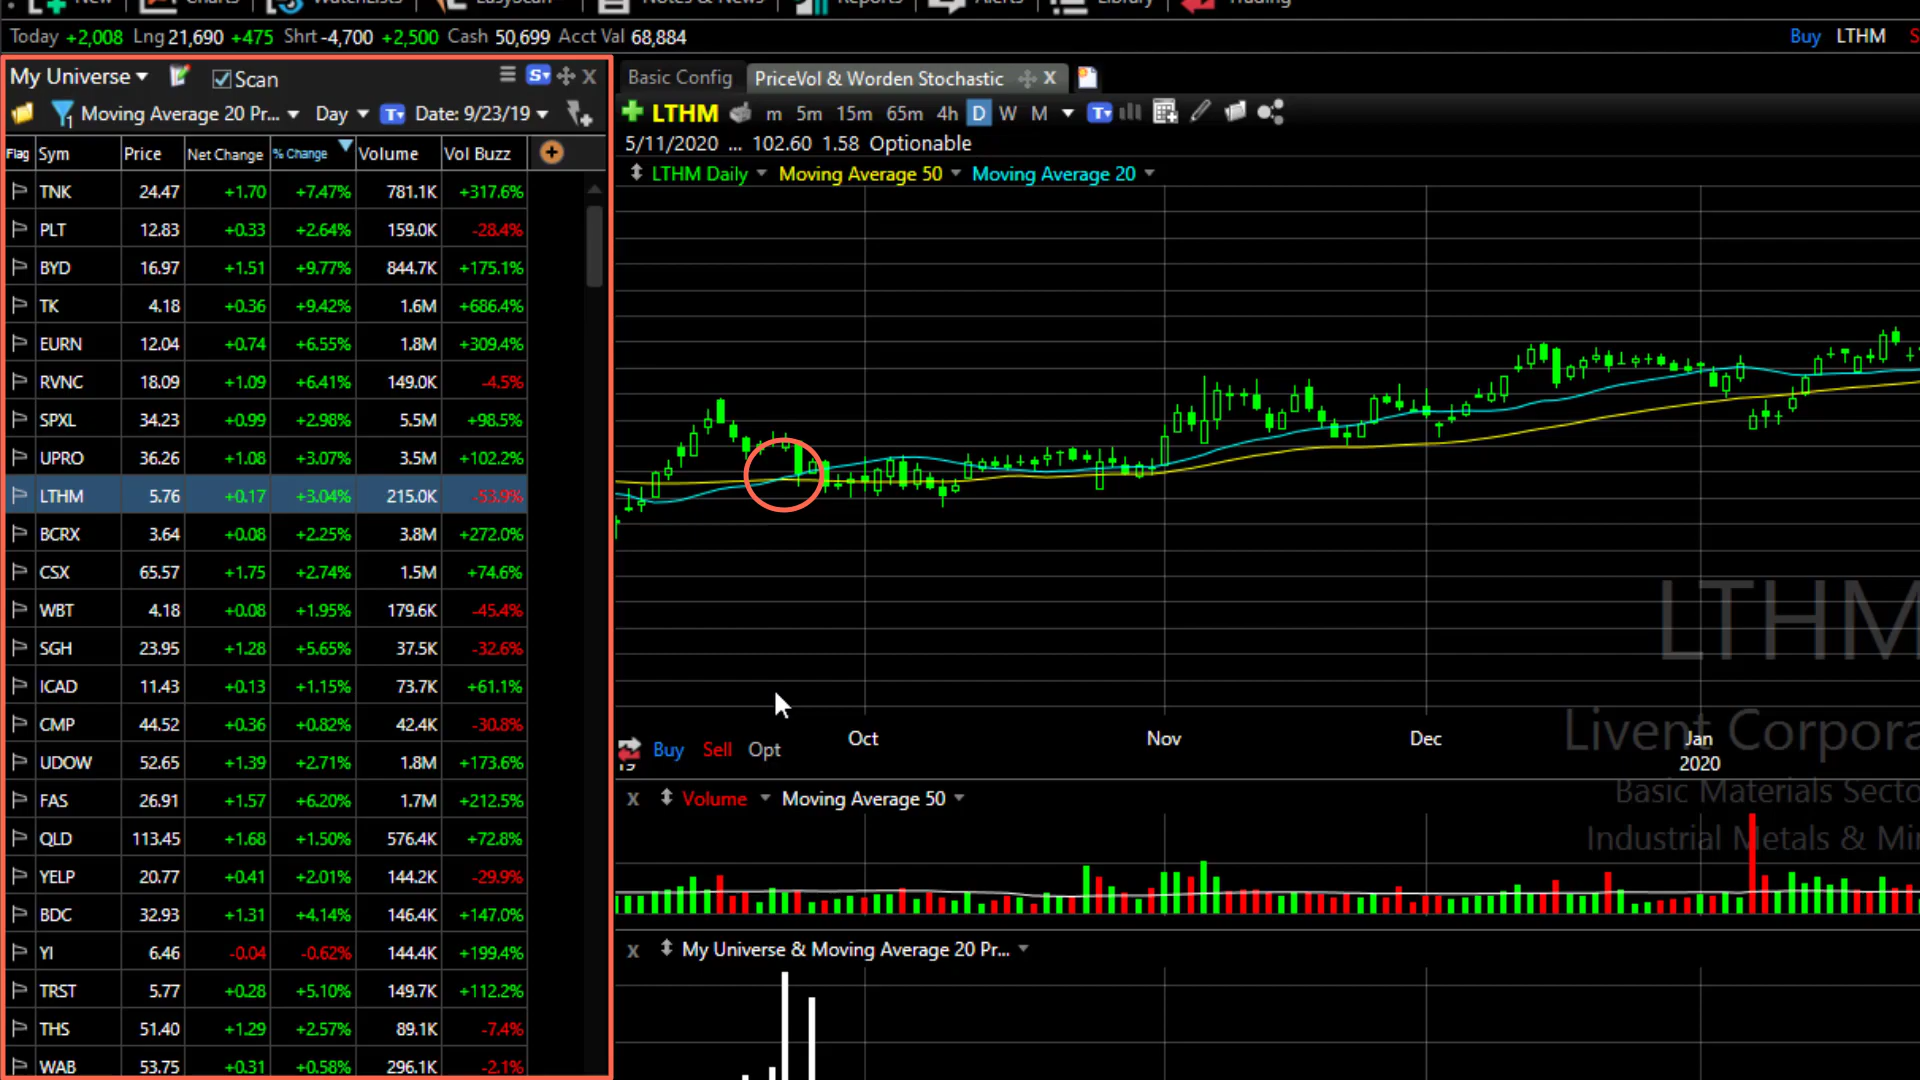 New Charts WatchLists EasyScan Notes & News Reports Alerts Library Trading
Today +2,008 Lng 21,690 +475 Shrt -4,700 +2,500 Cash 50,699 Acct Val 68,884 Buy LTHM S
My Universe Scan S
Moving Average 20 Pr... Day T Date: 9/23/19
Flag Sym Price Net Change % Change Volume Vol Buzz
TNK 24.47 +1.70 +7.47% 781.1K +317.6%
PLT 12.83 +0.33 +2.64% 159.0K -28.4%
BYD 16.97 +1.51 +9.77% 844.7K +175.1%
TK 4.18 +0.36 +9.42% 1.6M +686.4%
EURN 12.04 +0.74 +6.55% 1.8M +309.4%
RVNC 18.09 +1.09 +6.41% 149.0K -4.5%
SPXL 34.23 +0.99 +2.98% 5.5M +98.5%
UPRO 36.26 +1.08 +3.07% 3.5M +102.2%
LTHM 5.76 +0.17 +3.04% 215.0K -53.9%
BCRX 3.64 +0.08 +2.25% 3.8M +272.0%
CSX 65.57 +1.75 +2.74% 1.5M +74.6%
WBT 4.18 +0.08 +1.95% 179.6K -45.4%
SGH 23.95 +1.28 +5.65% 37.5K -32.6%
ICAD 11.43 +0.13 +1.15% 73.7K +61.1%
CMP 44.52 +0.36 +0.82% 42.4K -30.8%
UDOW 52.65 +1.39 +2.71% 1.8M +173.6%
FAS 26.91 +1.57 +6.20% 1.7M +212.5%
QLD 113.45 +1.68 +1.50% 576.4K +72.8%
YELP 20.77 +0.41 +2.01% 144.2K -29.9%
BDC 32.93 +1.31 +4.14% 146.4K +147.0%
YI 6.46 -0.04 -0.62% 144.4K +199.4%
TRST 5.77 +0.28 +5.10% 149.7K +112.2%
THS 51.40 +1.29 +2.57% 89.1K -7.4%
WAB 53.75 +0.31 +0.58% 296.1K -2.1%
Basic Config PriceVol & Worden Stochastic X
LTHM m 5m 15m 65m 4h D W M T
5/11/2020 ... 102.60 1.58 Optionable
LTHM Daily Moving Average 50 Moving Average 20
LTHM
Livent Corpora
Basic Materials Secto
Industrial Metals & Mi
Oct Nov Dec Jan
2020
Buy Sell Opt
X Volume Moving Average 50
X My Universe & Moving Average 20 Pr...